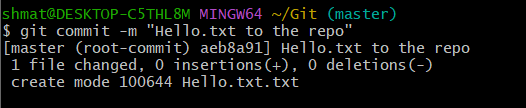 shmat@DESKTOP-C5THL8M MINGW64 ~/Git (master)
$ git commit -m "Hello.txt to the repo"
[master (root-commit) aeb8a91] Hello.txt to the repo
 1 file changed, 0 insertions(+), 0 deletions(-)
 create mode 100644 Hello.txt.txt